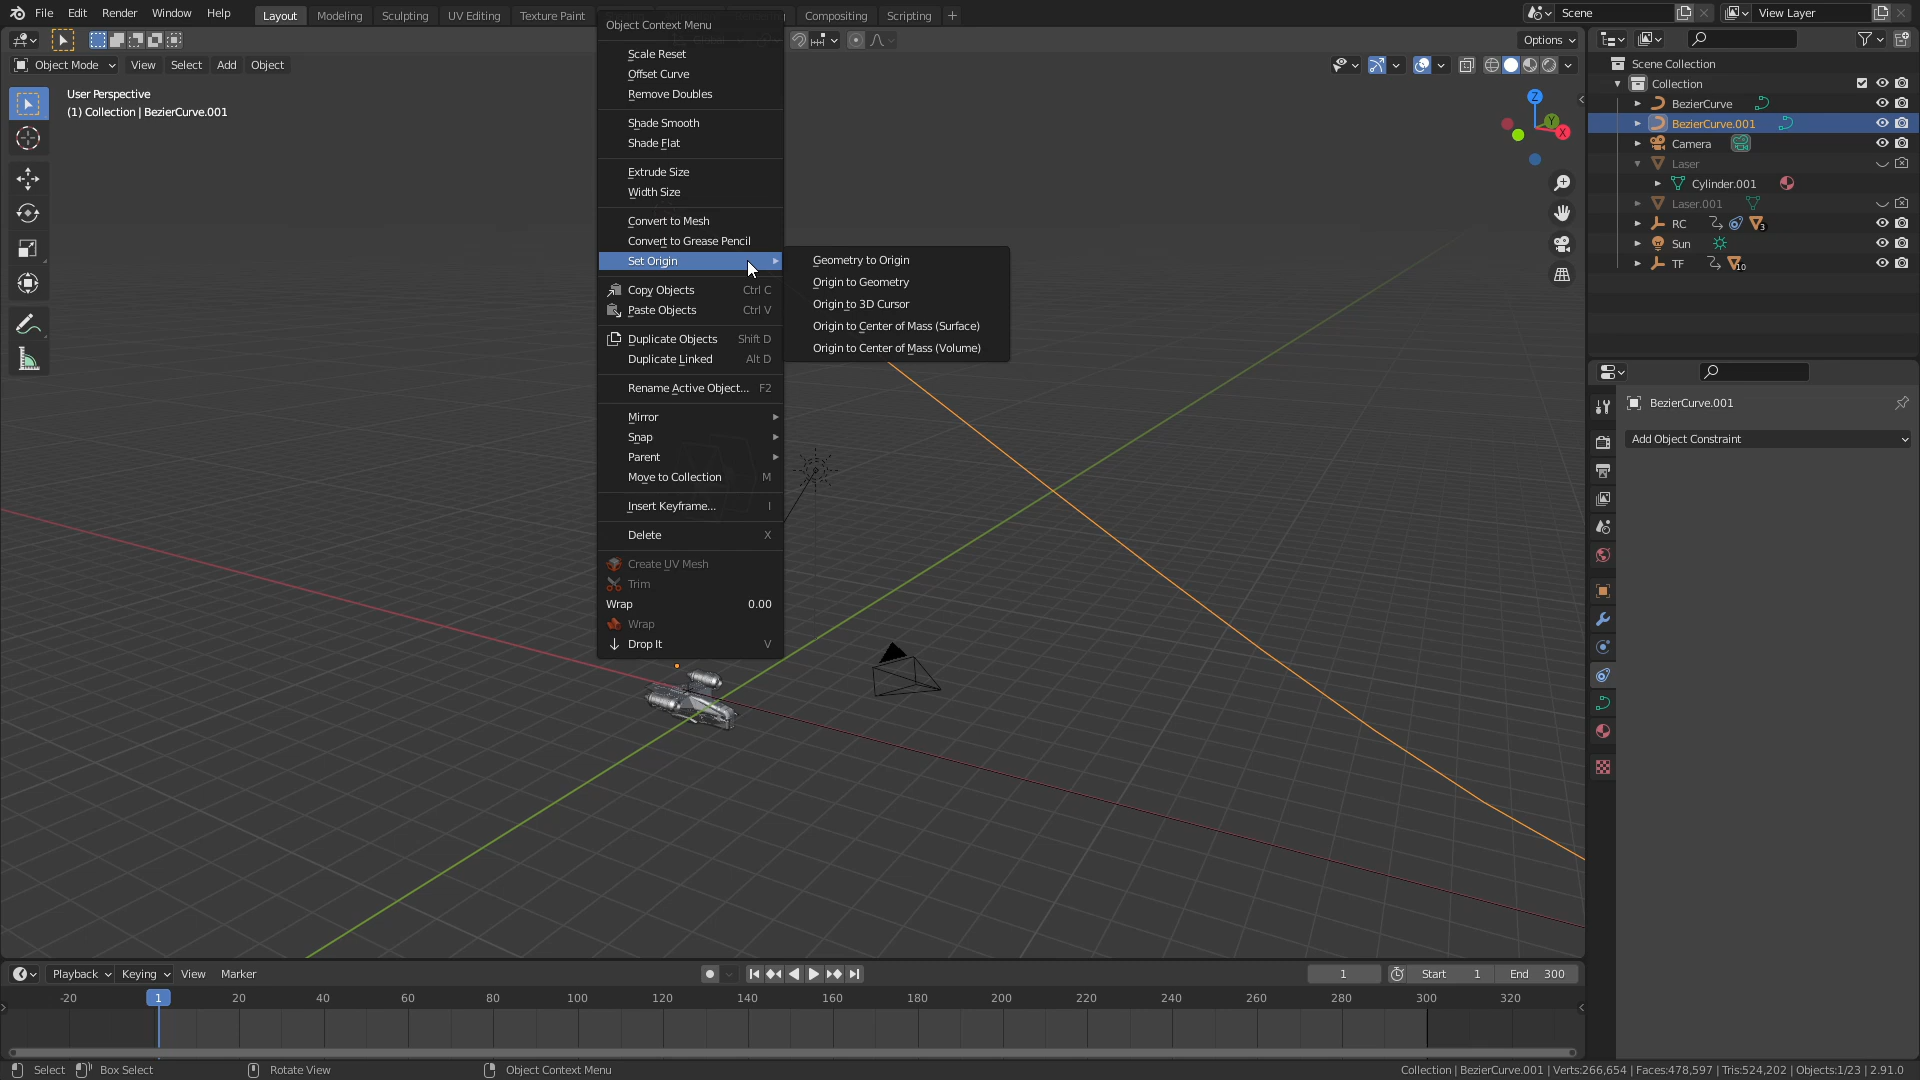 File Edit Render Window Help Layout Modeling Sculpting UV Editing Texture Paint Compositing Scripting Scene View Layer
Options
Object Mode View Select Add Object
User Perspective
(1) Collection | BezierCurve.001
Object Context Menu
Scale Reset
Offset Curve
Remove Doubles
Shade Smooth
Shade Flat
Extrude Size
Width Size
Convert to Mesh
Convert to Grease Pencil
Set Origin
Copy Objects Ctrl C
Paste Objects Ctrl V
Duplicate Objects Shift D
Duplicate Linked Alt D
Rename Active Object... F2
Mirror
Snap
Parent
Move to Collection M
Insert Keyframe... I
Delete X
Create UV Mesh
Trim
Wrap 0.00
Wrap
Drop It V
Geometry to Origin
Origin to Geometry
Origin to 3D Cursor
Origin to Center of Mass (Surface)
Origin to Center of Mass (Volume)
Z
Y
X
Scene Collection
Collection
BezierCurve
BezierCurve.001
Camera
Laser
Cylinder.001
Laser.001
RC 3
Sun
TF 10
BezierCurve.001
Add Object Constraint
Playback Keying View Marker 1 Start 1 End 300
-20 1 20 40 60 80 100 120 140 160 180 200 220 240 260 280 300 320
Select Box Select Rotate View Object Context Menu Collection | BezierCurve.001 | Verts:266,654 | Faces:478,597 | Tris:524,202 | Objects:1/23 | 2.91.0